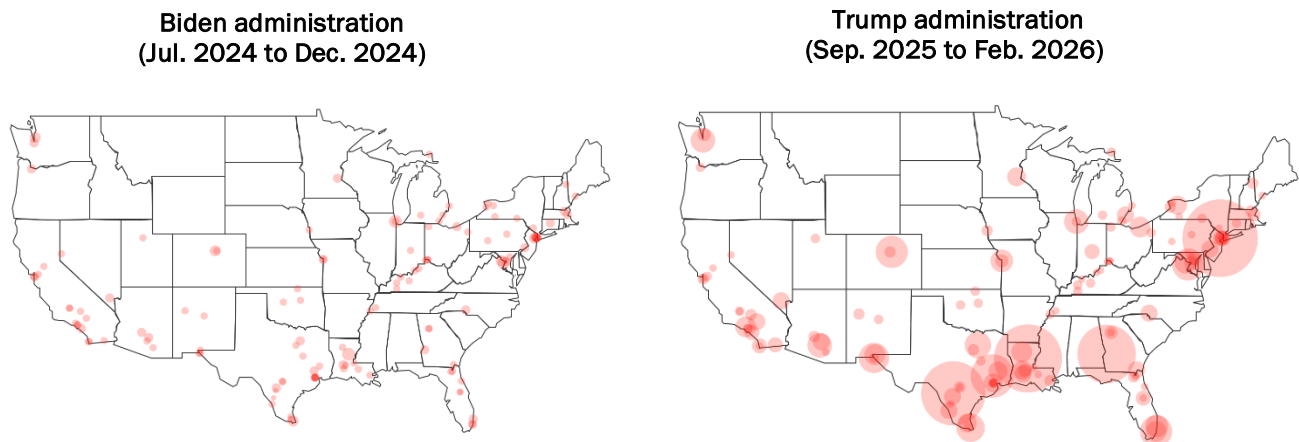 Biden administration
(Jul. 2024 to Dec. 2024)
Trump administration
(Sep. 2025 to Feb. 2026)